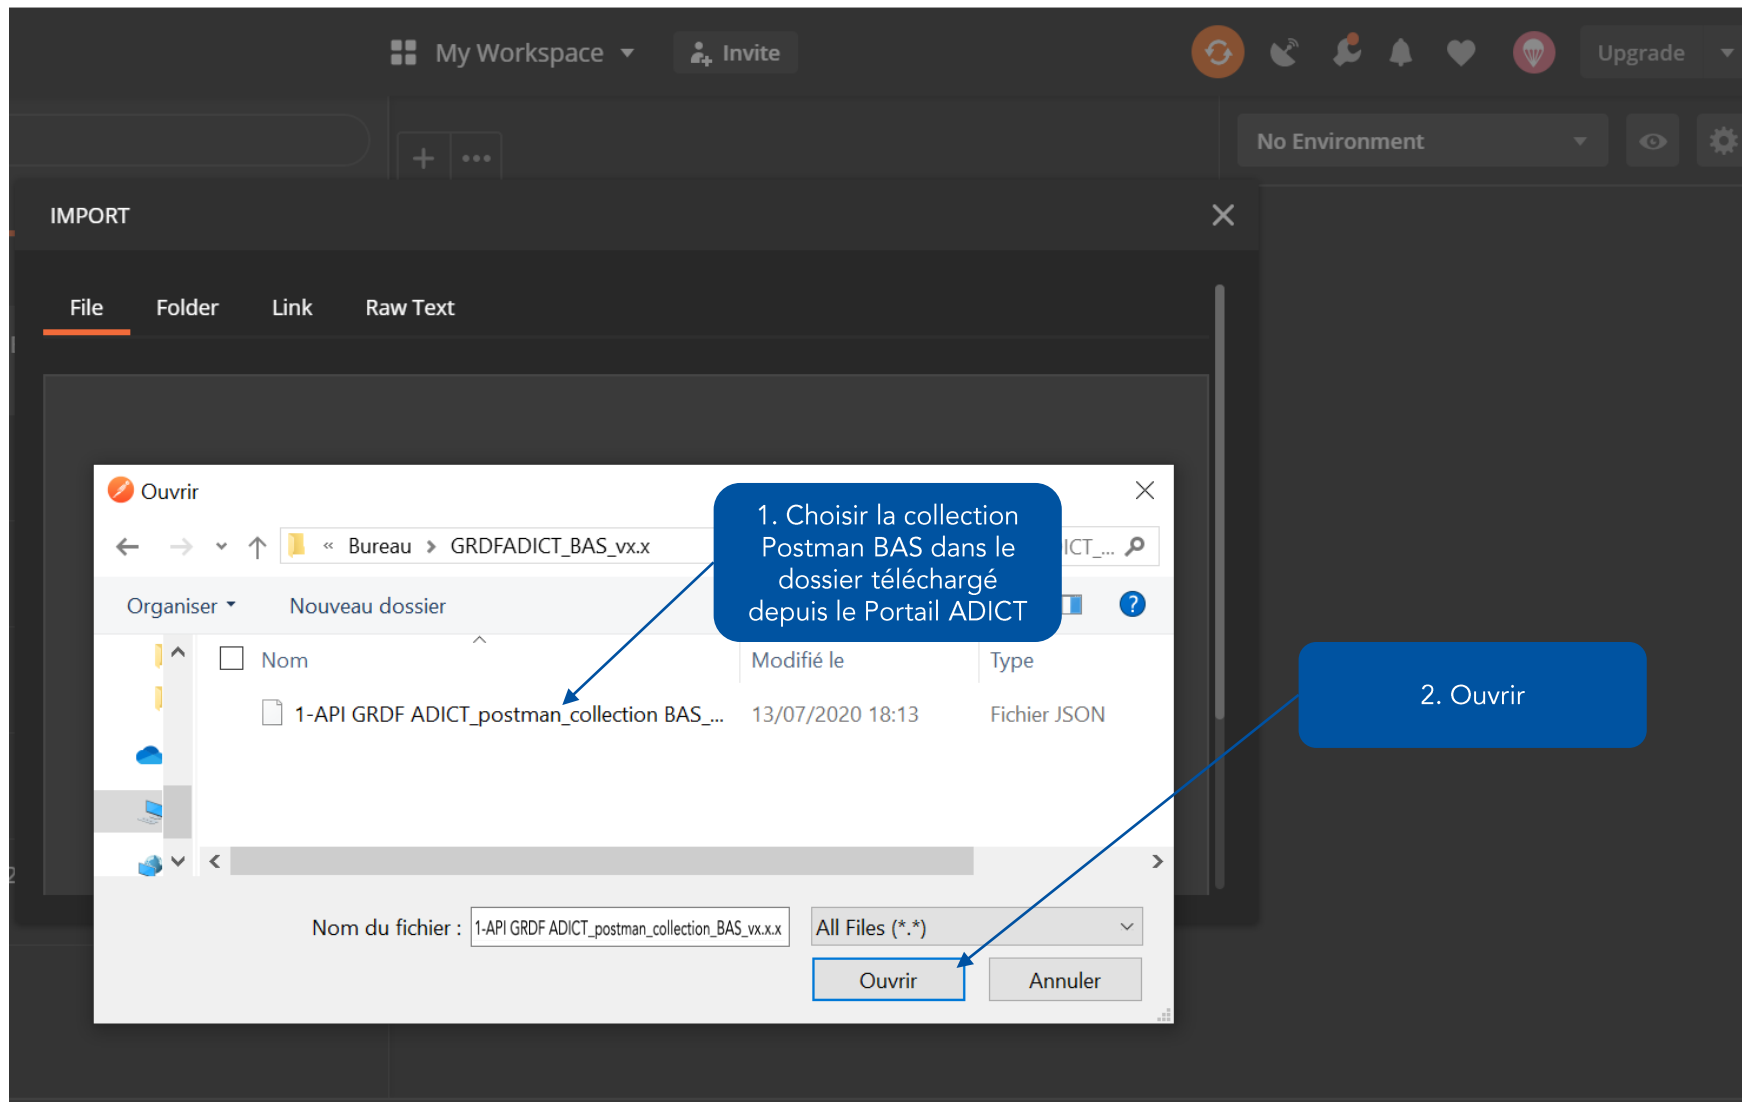 My Workspace
Invite
Upgrade
No Environment
IMPORT
File Folder Link Raw Text
Ouvrir
« Bureau > GRDFADICT_BAS_vx.x
ICT_...
1. Choisir la collection
Postman BAS dans le
dossier téléchargé
depuis le Portail ADICT
Organiser Nouveau dossier
Nom Modifié le Type
1-API GRDF ADICT_postman_collection BAS_... 13/07/2020 18:13 Fichier JSON
2. Ouvrir
Nom du fichier : 1-API GRDF ADICT_postman_collection_BAS_vx.x.x All Files (*.*)
Ouvrir Annuler